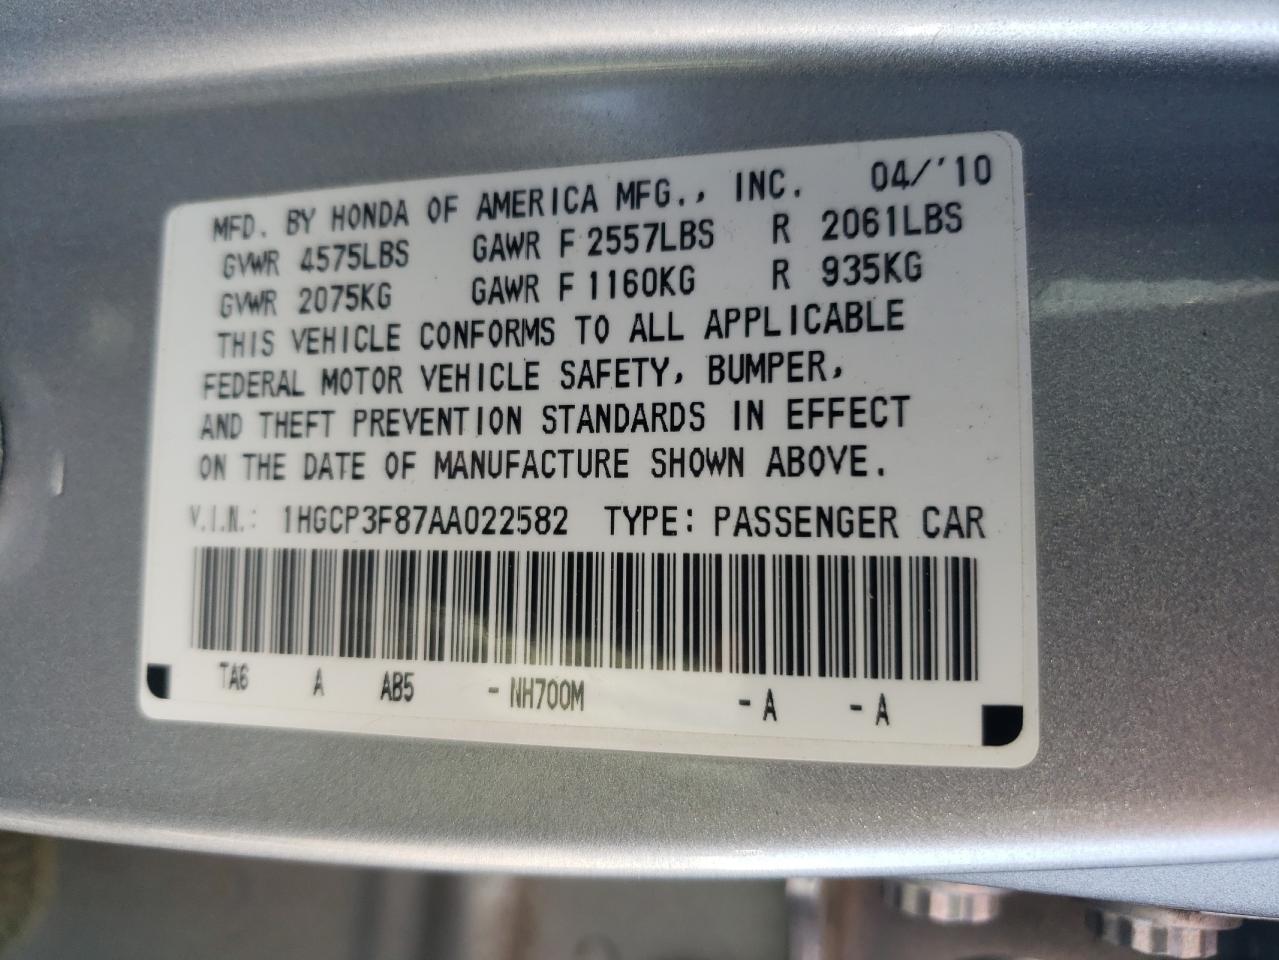 MFD. BY HONDA OF AMERICA MFG., INC. 04/'10
GVWR 4575LBS GAWR F 2557LBS R 2061LBS
GVWR 2075KG GAWR F 1160KG R 935KG
THIS VEHICLE CONFORMS TO ALL APPLICABLE
FEDERAL MOTOR VEHICLE SAFETY, BUMPER,
AND THEFT PREVENTION STANDARDS IN EFFECT
ON THE DATE OF MANUFACTURE SHOWN ABOVE.
V.I.N.: 1HGCP3F87AA022582 TYPE: PASSENGER CAR
TA6 A AB5 - NH700M - A - A